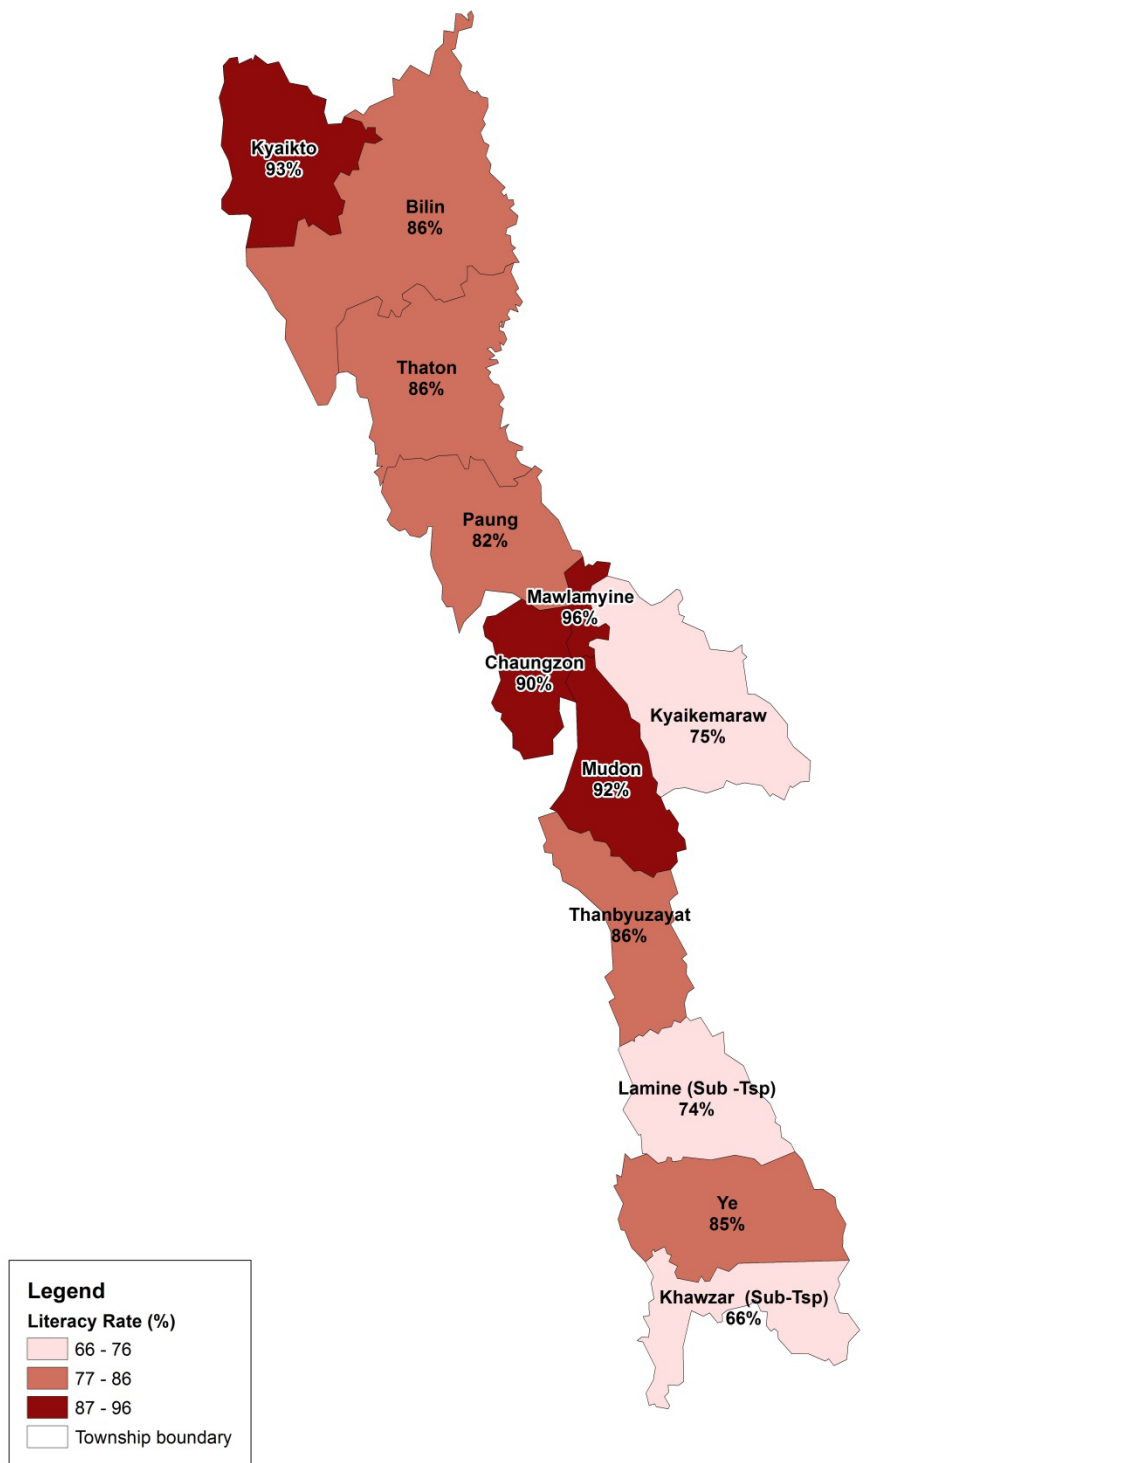 Kyaikto
93%
Bilin
86%
Thaton
86%
Paung
82%
Mawlamyine
96%
Chaungzon
90%
Kyaikemaraw
75%
Mudon
92%
Thanbyuzayat
86%
Lamine (Sub -Tsp)
74%
Ye
85%
Khawzar  (Sub-Tsp)
66%
Legend
Literacy Rate (%)
66 - 76
77 - 86
87 - 96
Township boundary